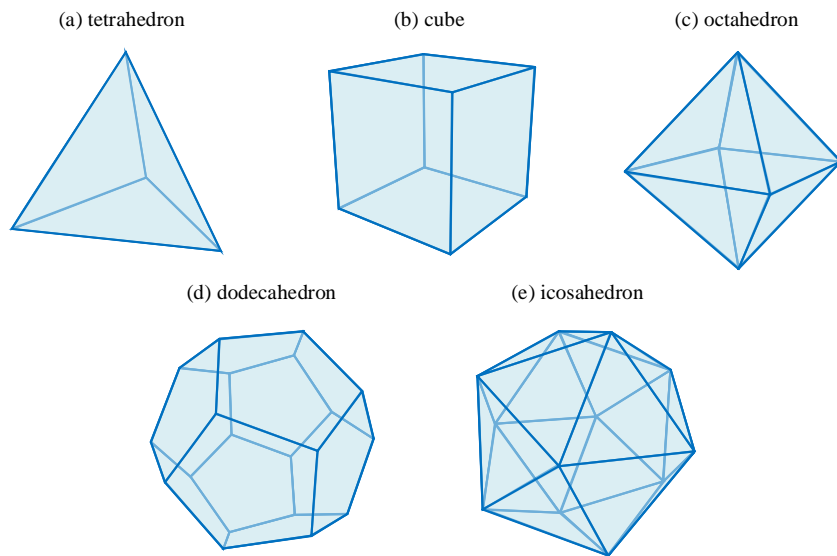 (a) tetrahedron
(b) cube
(c) octahedron
(d) dodecahedron
(e) icosahedron